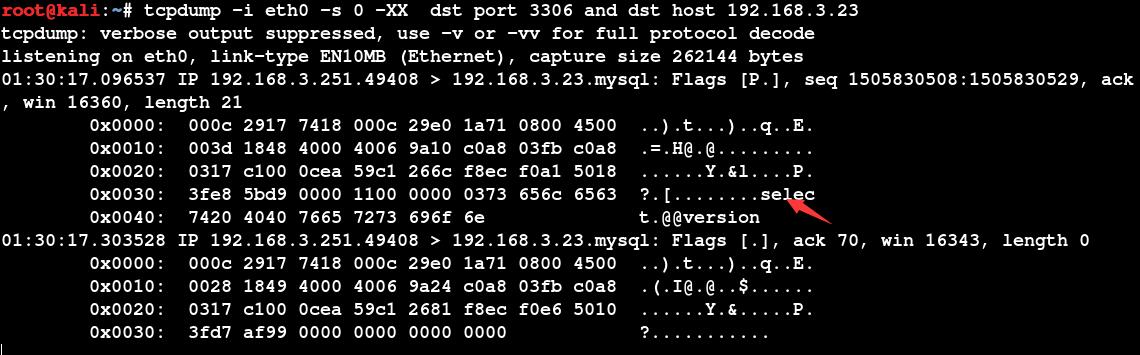 root@kali:~# tcpdump -i eth0 -s 0 -XX  dst port 3306 and dst host 192.168.3.23
tcpdump: verbose output suppressed, use -v or -vv for full protocol decode
listening on eth0, link-type EN10MB (Ethernet), capture size 262144 bytes
01:30:17.096537 IP 192.168.3.251.49408 > 192.168.3.23.mysql: Flags [P.], seq 1505830508:1505830529, ack
, win 16360, length 21
0x0000:  000c 2917 7418 000c 29e0 1a71 0800 4500  ..).t...)..q..E.
0x0010:  003d 1848 4000 4006 9a10 c0a8 03fb c0a8  .=.H@.@.........
0x0020:  0317 c100 0cea 59c1 266c f8ec f0a1 5018  ......Y.&l....P.
0x0030:  3fe8 5bd9 0000 1100 0000 0373 656c 6563  ?.[........selec
0x0040:  7420 4040 7665 7273 696f 6e              t.@@version
01:30:17.303528 IP 192.168.3.251.49408 > 192.168.3.23.mysql: Flags [.], ack 70, win 16343, length 0
0x0000:  000c 2917 7418 000c 29e0 1a71 0800 4500  ..).t...)..q..E.
0x0010:  0028 1849 4000 4006 9a24 c0a8 03fb c0a8  .(.I@.@..$......
0x0020:  0317 c100 0cea 59c1 2681 f8ec f0e6 5010  ......Y.&.....P.
0x0030:  3fd7 af99 0000 0000 0000 0000            ?...........